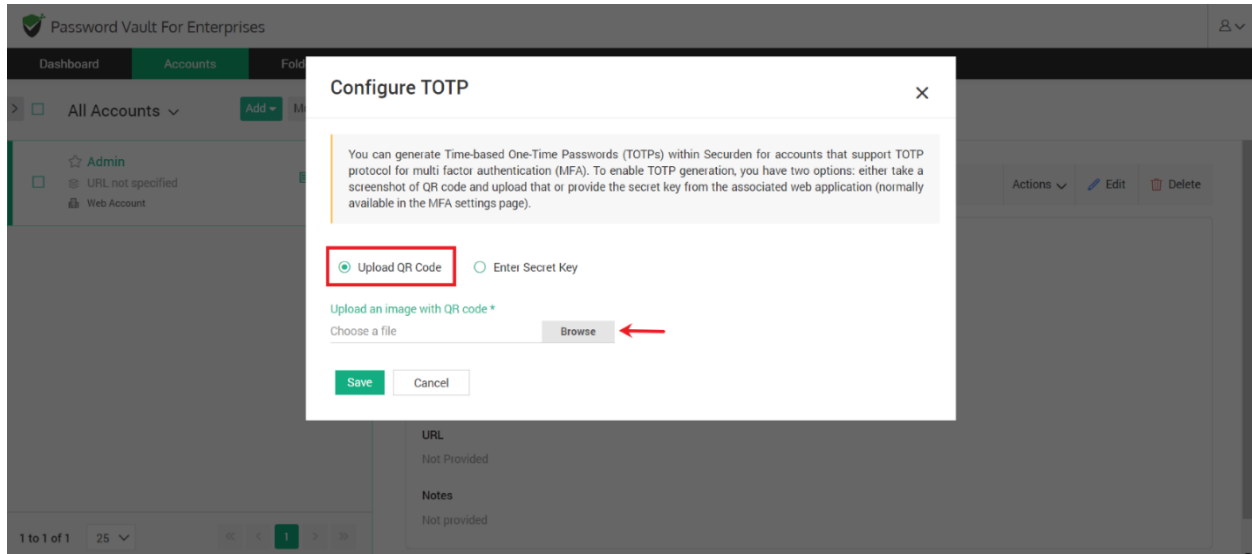 Password Vault For Enterprises
Dashboard
Accounts
Fold
All Accounts
Add
Admin
URL not specified
Web Account
Configure TOTP
You can generate Time-based One-Time Passwords (TOTPs) within Securden for accounts that support TOTP
protocol for multi factor authentication (MFA). To enable TOTP generation, you have two options: either take a
screenshot of QR code and upload that or provide the secret key from the associated web application (normally
available in the MFA settings page).
Upload QR Code
Enter Secret Key
Upload an image with QR code *
Choose a file
Browse
Save
Cancel
Actions
Edit
Delete
URL
Not Provided
Notes
Not provided
1 to 1 of 1
25
« < 1 > »